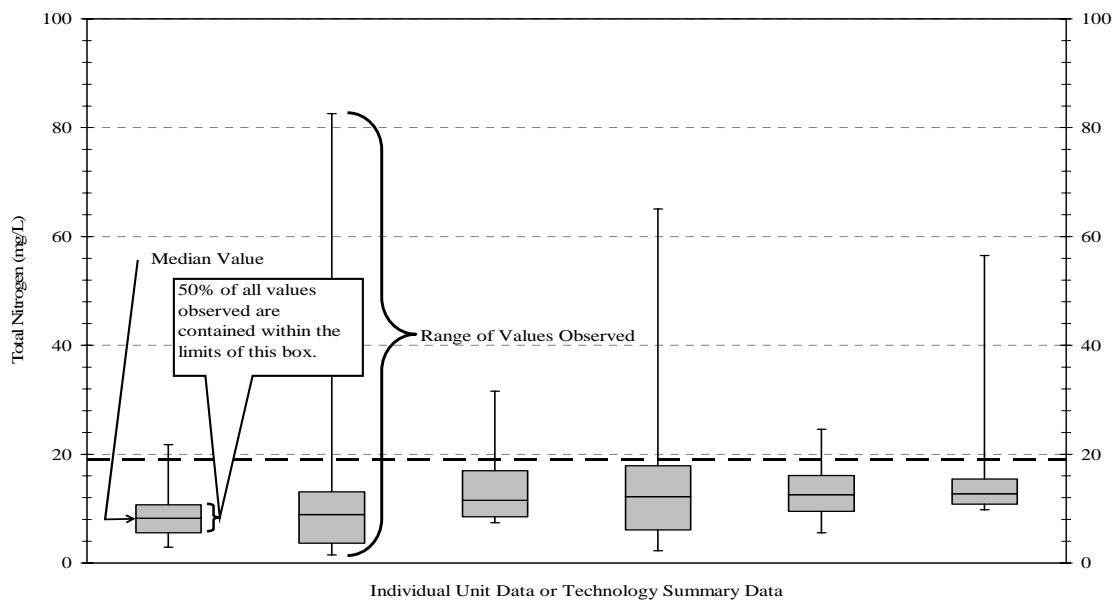 100
80
60
40
20
0
100
80
60
40
20
0
Total Nitrogen (mg/L)
Median Value
50% of all values
observed are
contained within the
limits of this box.
Range of Values Observed
Individual Unit Data or Technology Summary Data